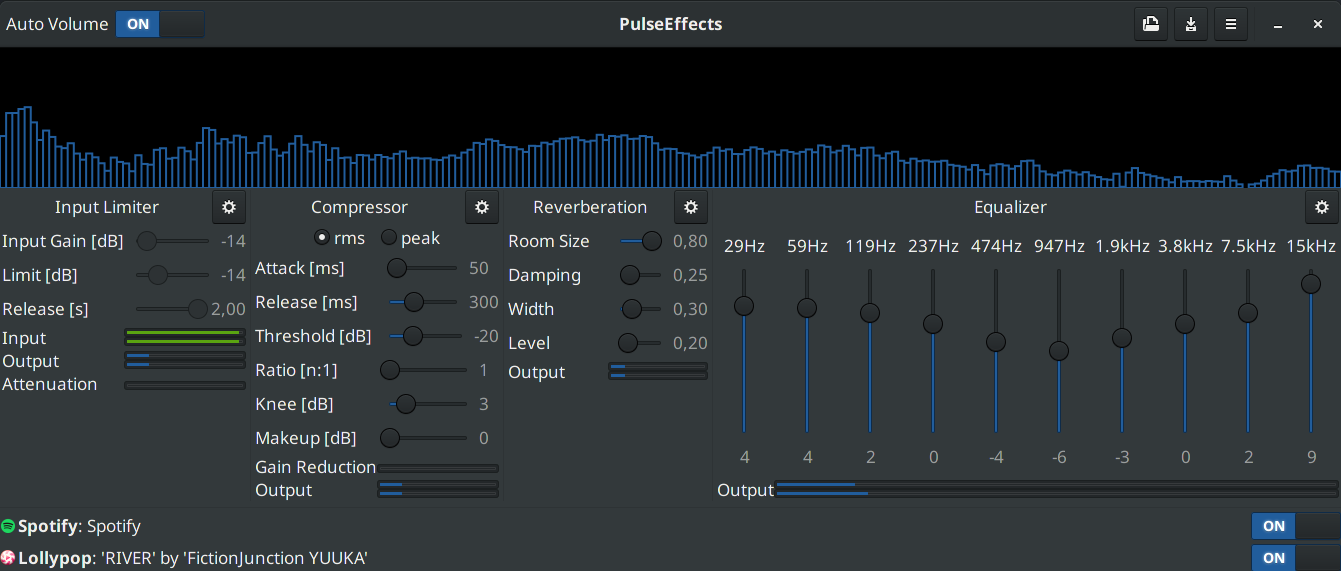 Auto Volume ON PulseEffects
Input Limiter
Input Gain [dB] -14
Limit [dB] -14
Release [s] 2,00
Input
Output
Attenuation
Compressor
rms peak
Attack [ms] 50
Release [ms] 300
Threshold [dB] -20
Ratio [n:1] 1
Knee [dB] 3
Makeup [dB] 0
Gain Reduction
Output
Reverberation
Room Size 0,80
Damping 0,25
Width 0,30
Level 0,20
Output
Equalizer
29Hz 59Hz 119Hz 237Hz 474Hz 947Hz 1.9kHz 3.8kHz 7.5kHz 15kHz
4 4 2 0 -4 -6 -3 0 2 9
Output
Spotify: Spotify ON
Lollypop: 'RIVER' by 'FictionJunction YUUKA' ON